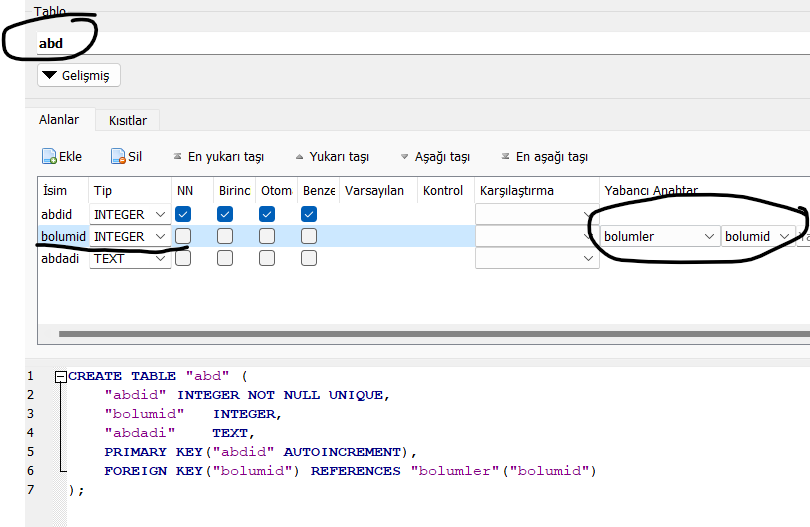 Tablo
abd
Gelişmiş
Alanlar Kısıtlar
Ekle Sil En yukarı taşı Yukarı taşı Aşağı taşı En aşağı taşı
İsim Tip NN Birinc Otom Benze Varsayılan Kontrol Karşılaştırma Yabancı Anahtar
abdid INTEGER
bolumid INTEGER bolumler bolumid
abdadi TEXT
1 CREATE TABLE "abd" (
2 "abdid" INTEGER NOT NULL UNIQUE,
3 "bolumid" INTEGER,
4 "abdadi" TEXT,
5 PRIMARY KEY("abdid" AUTOINCREMENT),
6 FOREIGN KEY("bolumid") REFERENCES "bolumler"("bolumid")
7 );